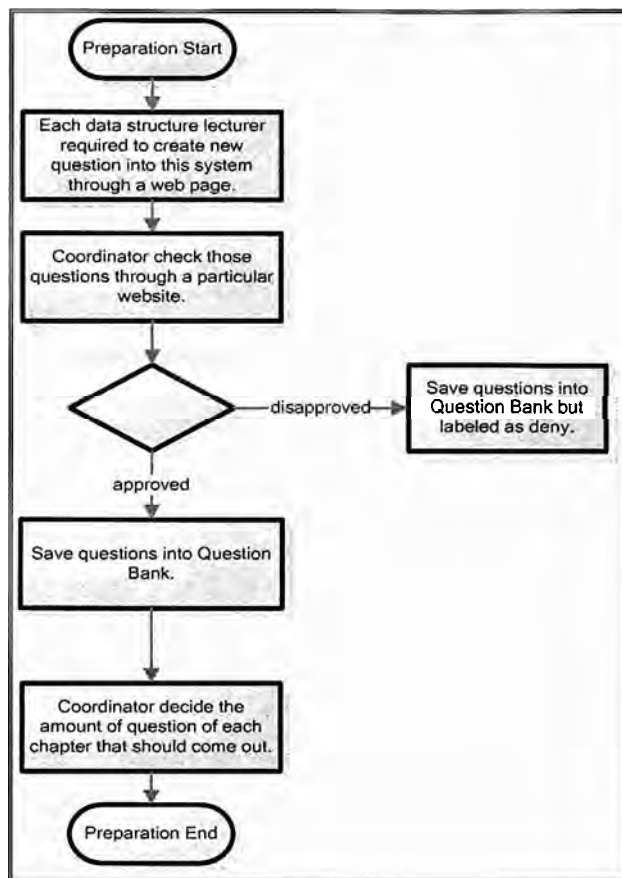 Preparation Start
Each data structure lecturer
required to create new
question into this system
through a web page.
Coordinator check those
questions through a particular
website.
disapproved
Save questions into
Question Bank but
labeled as deny.
approved
Save questions into Question
Bank.
Coordinator decide the
amount of question of each
chapter that should come out.
Preparation End